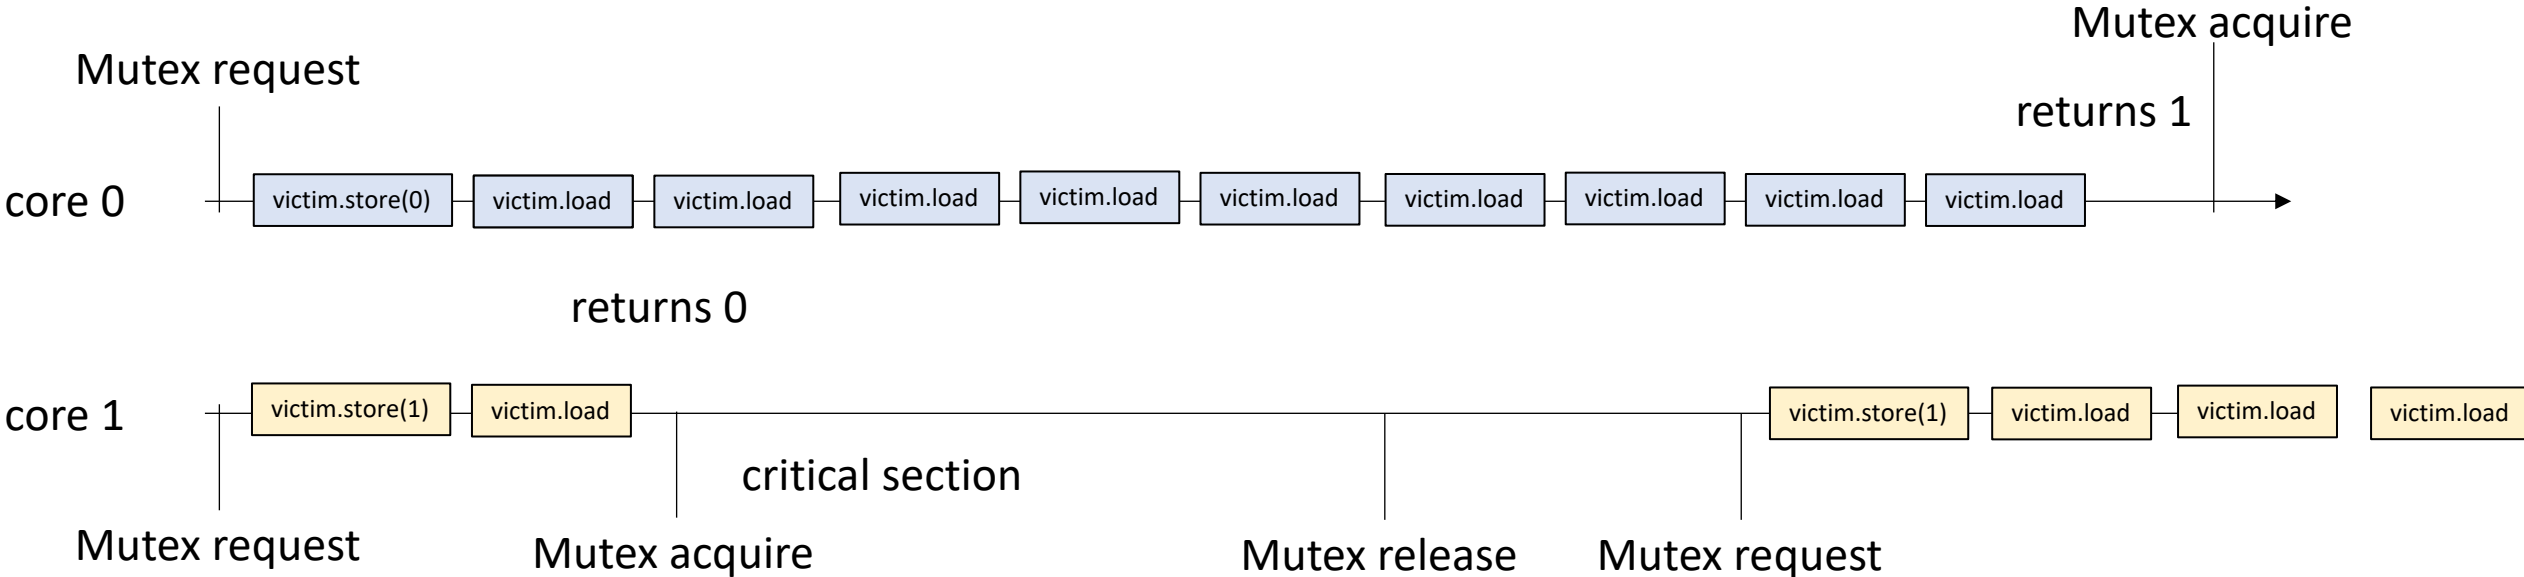 Mutex acquire
Mutex request
returns 1
core 0
victim.store(0) victim.load victim.load victim.load victim.load victim.load victim.load victim.load victim.load victim.load
returns 0
core 1
victim.store(1) victim.load victim.store(1) victim.load victim.load victim.load
critical section
Mutex request Mutex acquire Mutex release Mutex request